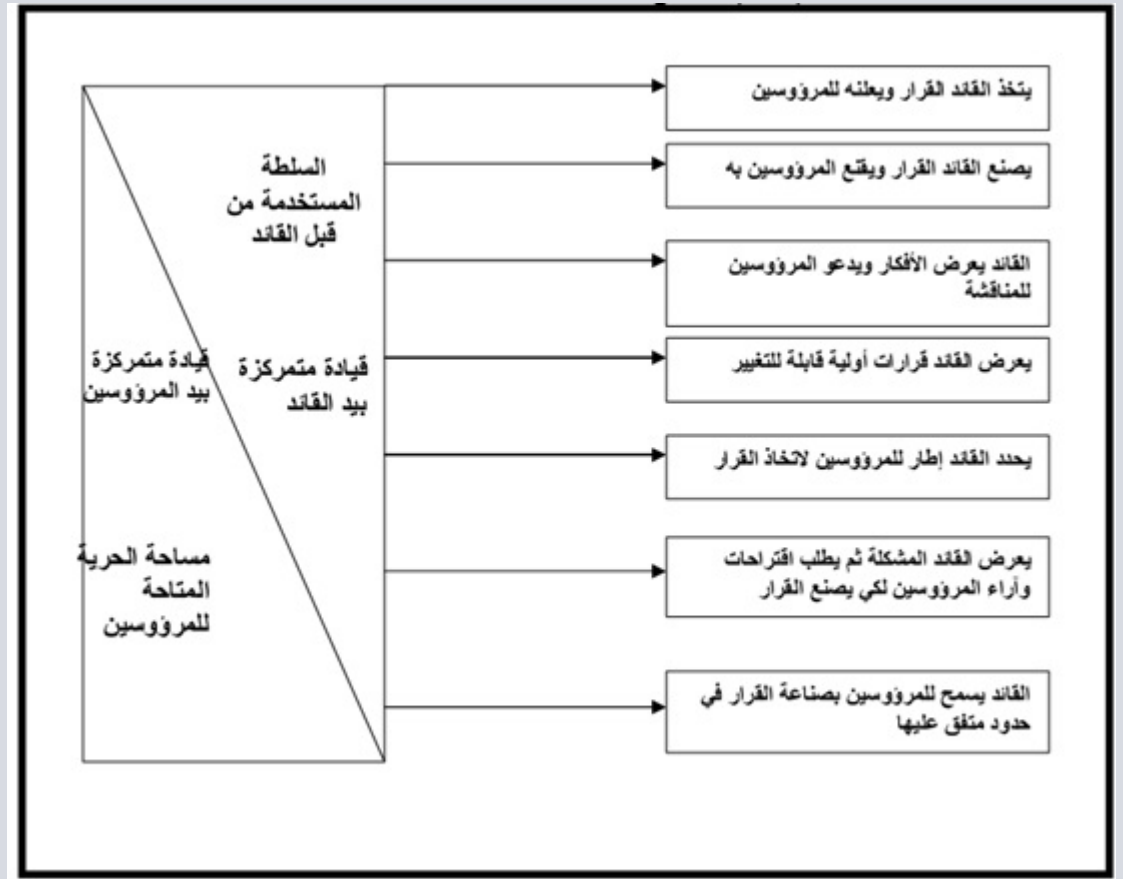 يتخذ القائد القرار ويعلنه للمرؤوسين
يصنع القائد القرار ويقنع المرؤوسين به
القائد يعرض الأفكار ويدعو المرؤوسين
للمناقشة
يعرض القائد قرارات أولية قابلة للتغيير
يحدد القائد إطار للمرؤوسين لاتخاذ القرار
يعرض القائد المشكلة ثم يطلب اقتراحات
وآراء المرؤوسين لكي يصنع القرار
القائد يسمح للمرؤوسين بصناعة القرار في
حدود متفق عليها
السلطة
المستخدمة من
قبل القائد
قيادة متمركزة
بيد القائد
قيادة متمركزة
بيد المرؤوسين
مساحة الحرية
المتاحة
للمرؤوسين